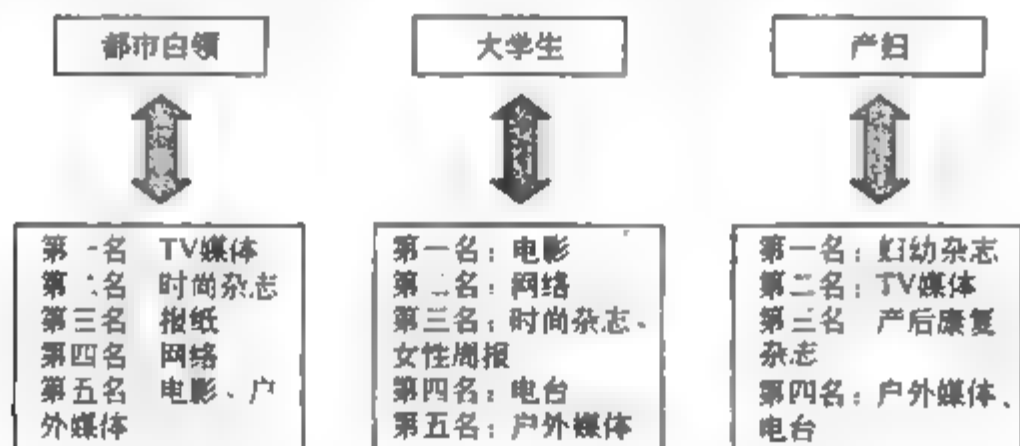 都市白领
大学生
产妇
第一名 TV媒体
第二名 时尚杂志
第三名 报纸
第四名 网络
第五名 电影、户
外媒体
第一名：电影
第二名：网络
第三名：时尚杂志、
女性周报
第四名：电台
第五名：户外媒体
第一名：妇幼杂志
第二名：TV媒体
第三名 产后康复
杂志
第四名：户外媒体、
电台